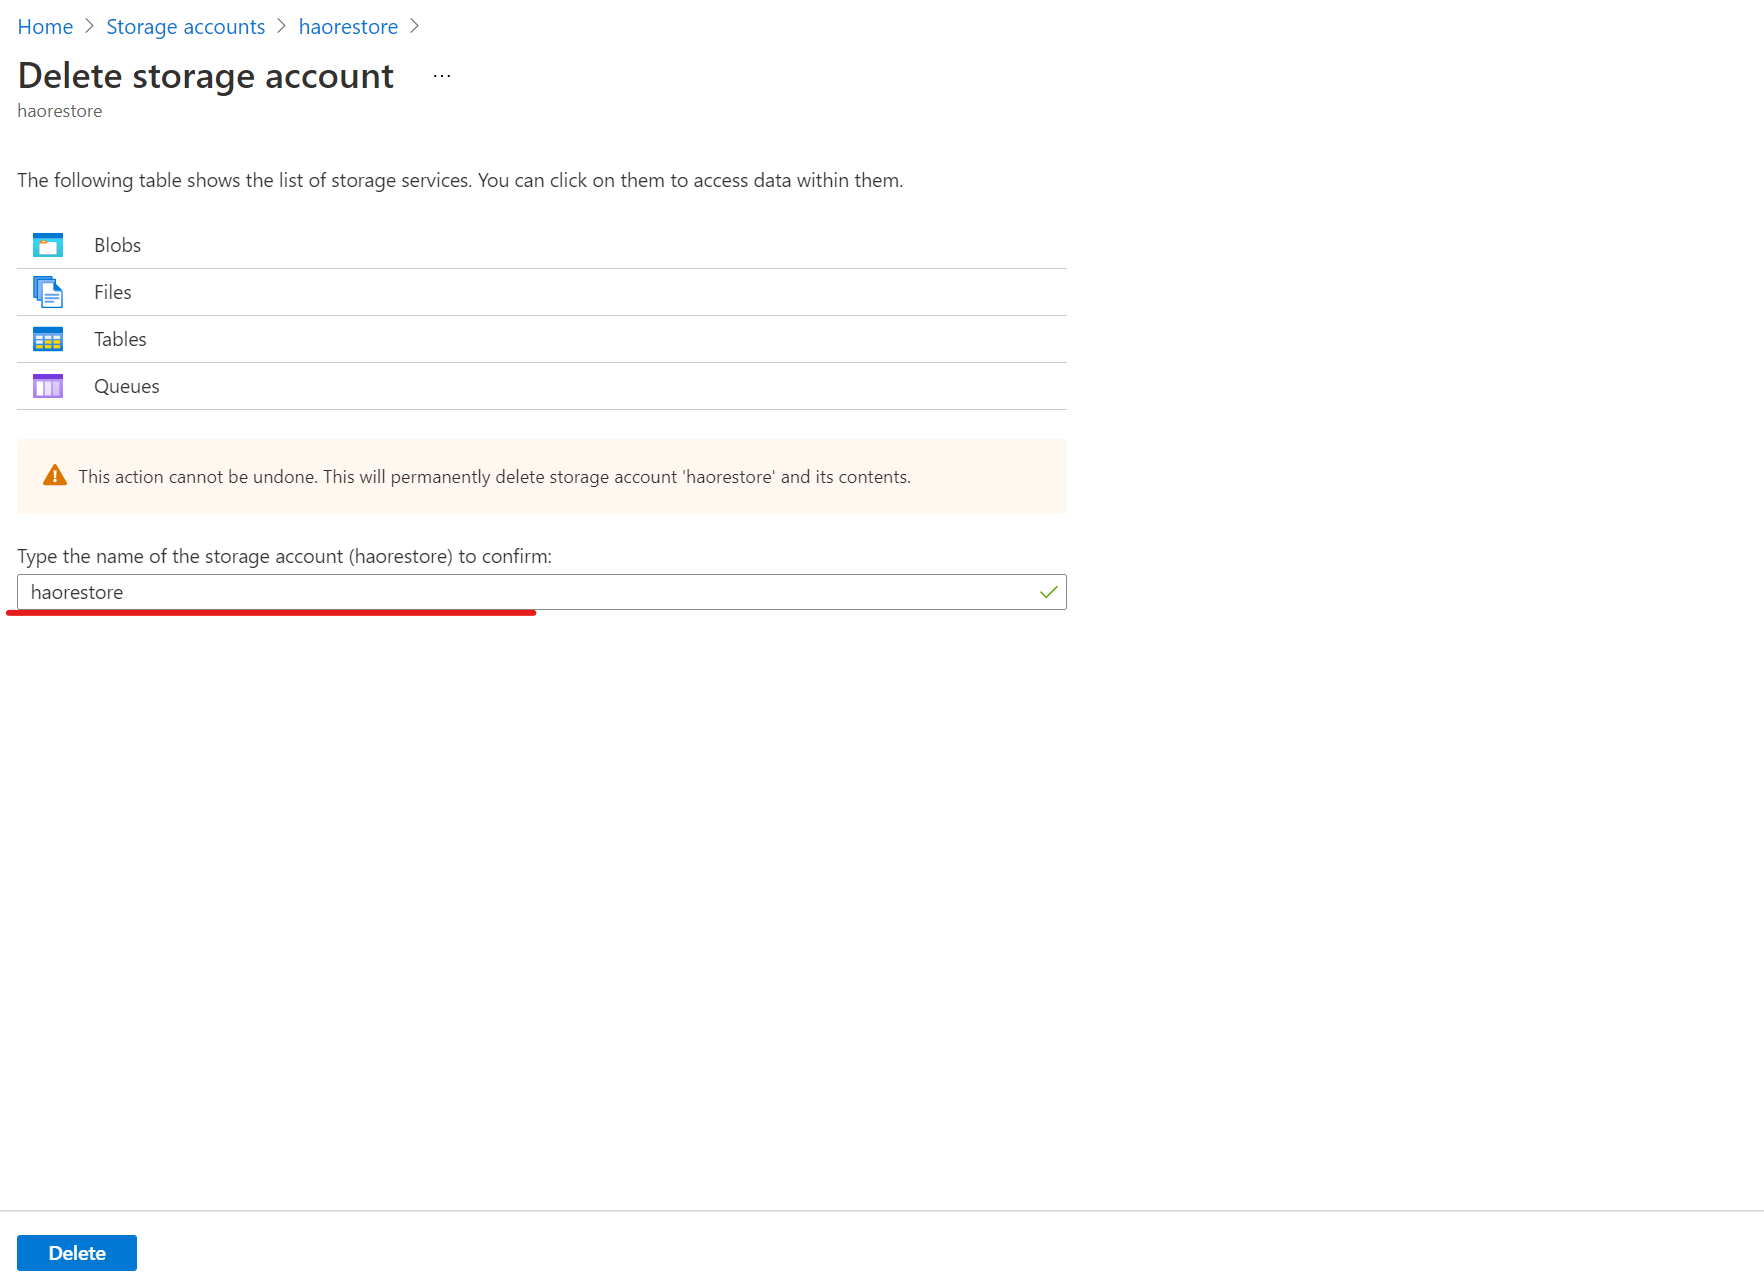 Home > Storage accounts > haorestore >
Delete storage account ...
haorestore
The following table shows the list of storage services. You can click on them to access data within them.
Blobs
Files
Tables
Queues
This action cannot be undone. This will permanently delete storage account 'haorestore' and its contents.
Type the name of the storage account (haorestore) to confirm:
haorestore
Delete